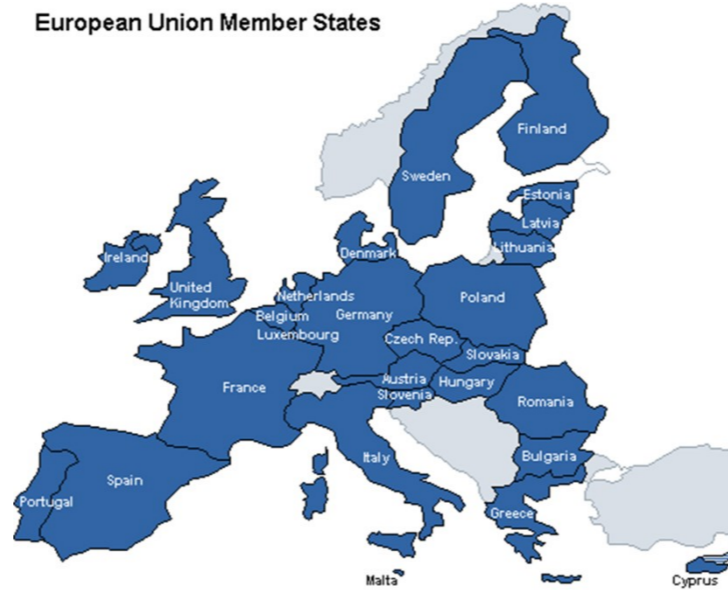 European Union Member States
Finland
Sweden
Estonia
Latvia
Lithuania
Ireland
United
Kingdom
Denmark
Netherlands
Belgium
Luxembourg
Germany
Poland
Czech Rep.
Slovakia
France
Austria
Hungary
Slovenia
Romania
Italy
Bulgaria
Spain
Portugal
Greece
Malta
Cyprus